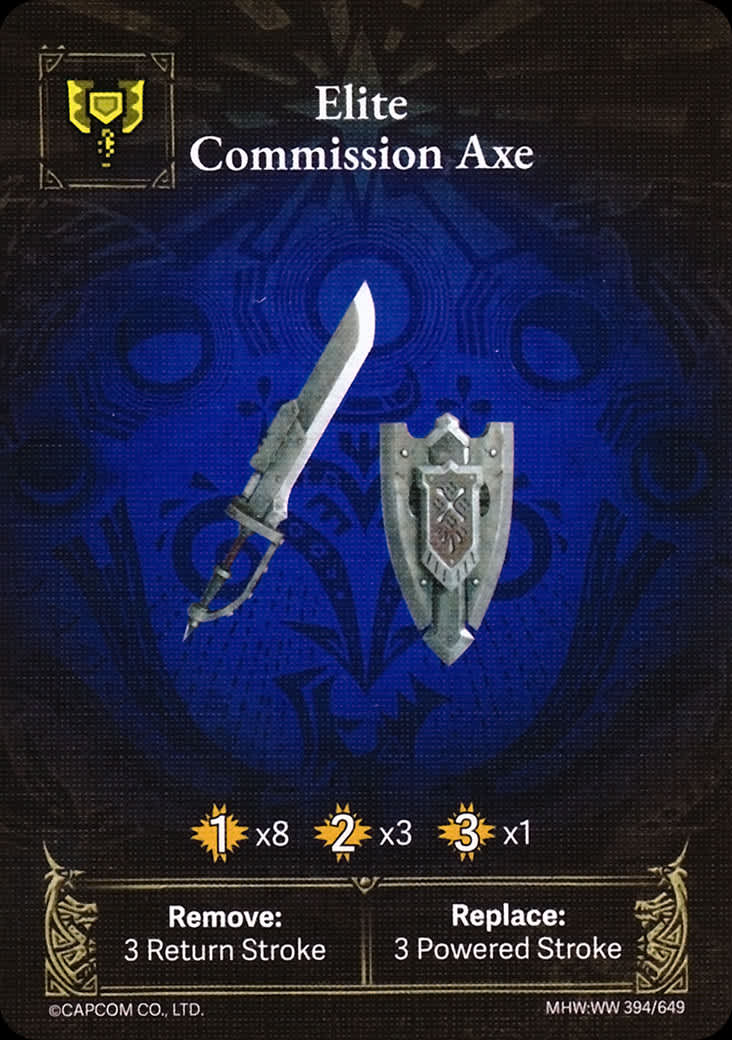 Elite
Commission Axe
1 x8 2 x3 3 x1
Remove:
3 Return Stroke
Replace:
3 Powered Stroke
©CAPCOM CO., LTD.
MHW:WW 394/649